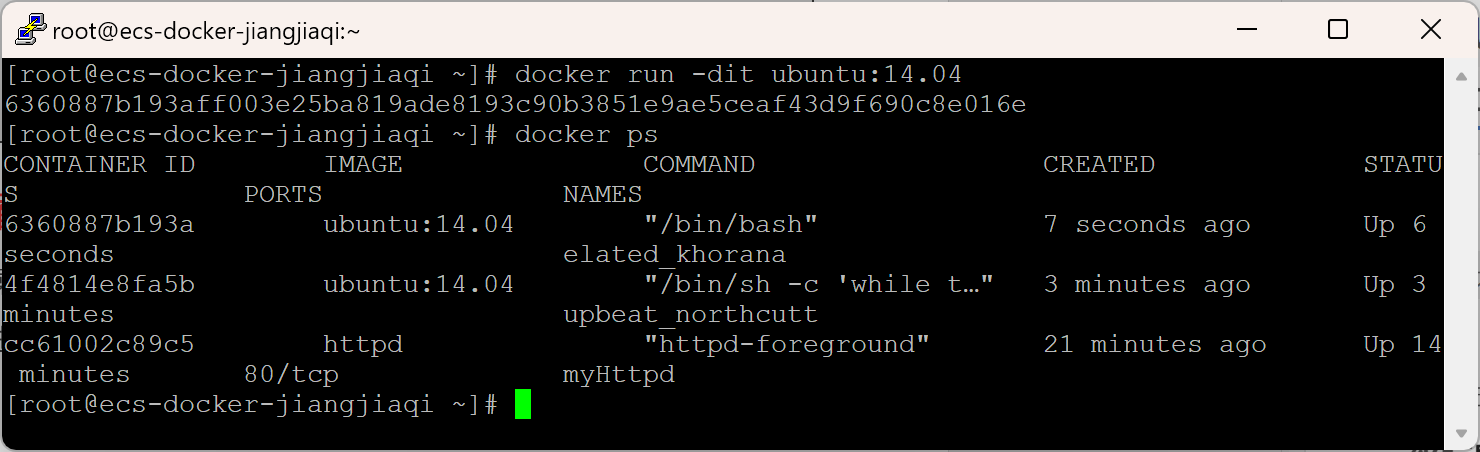 root@ecs-docker-jiangjiaqi:~
[root@ecs-docker-jiangjiaqi ~]# docker run -dit ubuntu:14.04
6360887b193aff003e25ba819ade8193c90b3851e9ae5ceaf43d9f690c8e016e
[root@ecs-docker-jiangjiaqi ~]# docker ps
CONTAINER ID        IMAGE               COMMAND                  CREATED             STATU
S              PORTS               NAMES
6360887b193a        ubuntu:14.04        "/bin/bash"              7 seconds ago       Up 6
seconds                            elated_khorana
4f4814e8fa5b        ubuntu:14.04        "/bin/sh -c 'while t…"   3 minutes ago       Up 3
minutes                            upbeat_northcutt
cc61002c89c5        httpd               "httpd-foreground"       21 minutes ago      Up 14
 minutes       80/tcp              myHttpd
[root@ecs-docker-jiangjiaqi ~]#